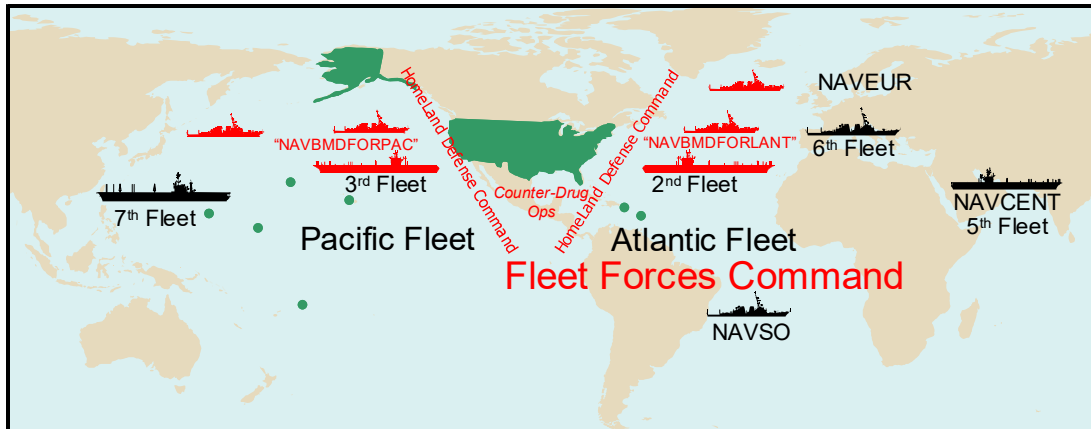 NAVEUR
HomeLand Defense Command
HomeLand Defense Command
“NAVBMDFORPAC”
“NAVBMDFORLANT”
6th Fleet
3rd Fleet
2nd Fleet
Counter-Drug
Ops
NAVCENT
5th Fleet
7th Fleet
Pacific Fleet
Atlantic Fleet
Fleet Forces Command
NAVSO